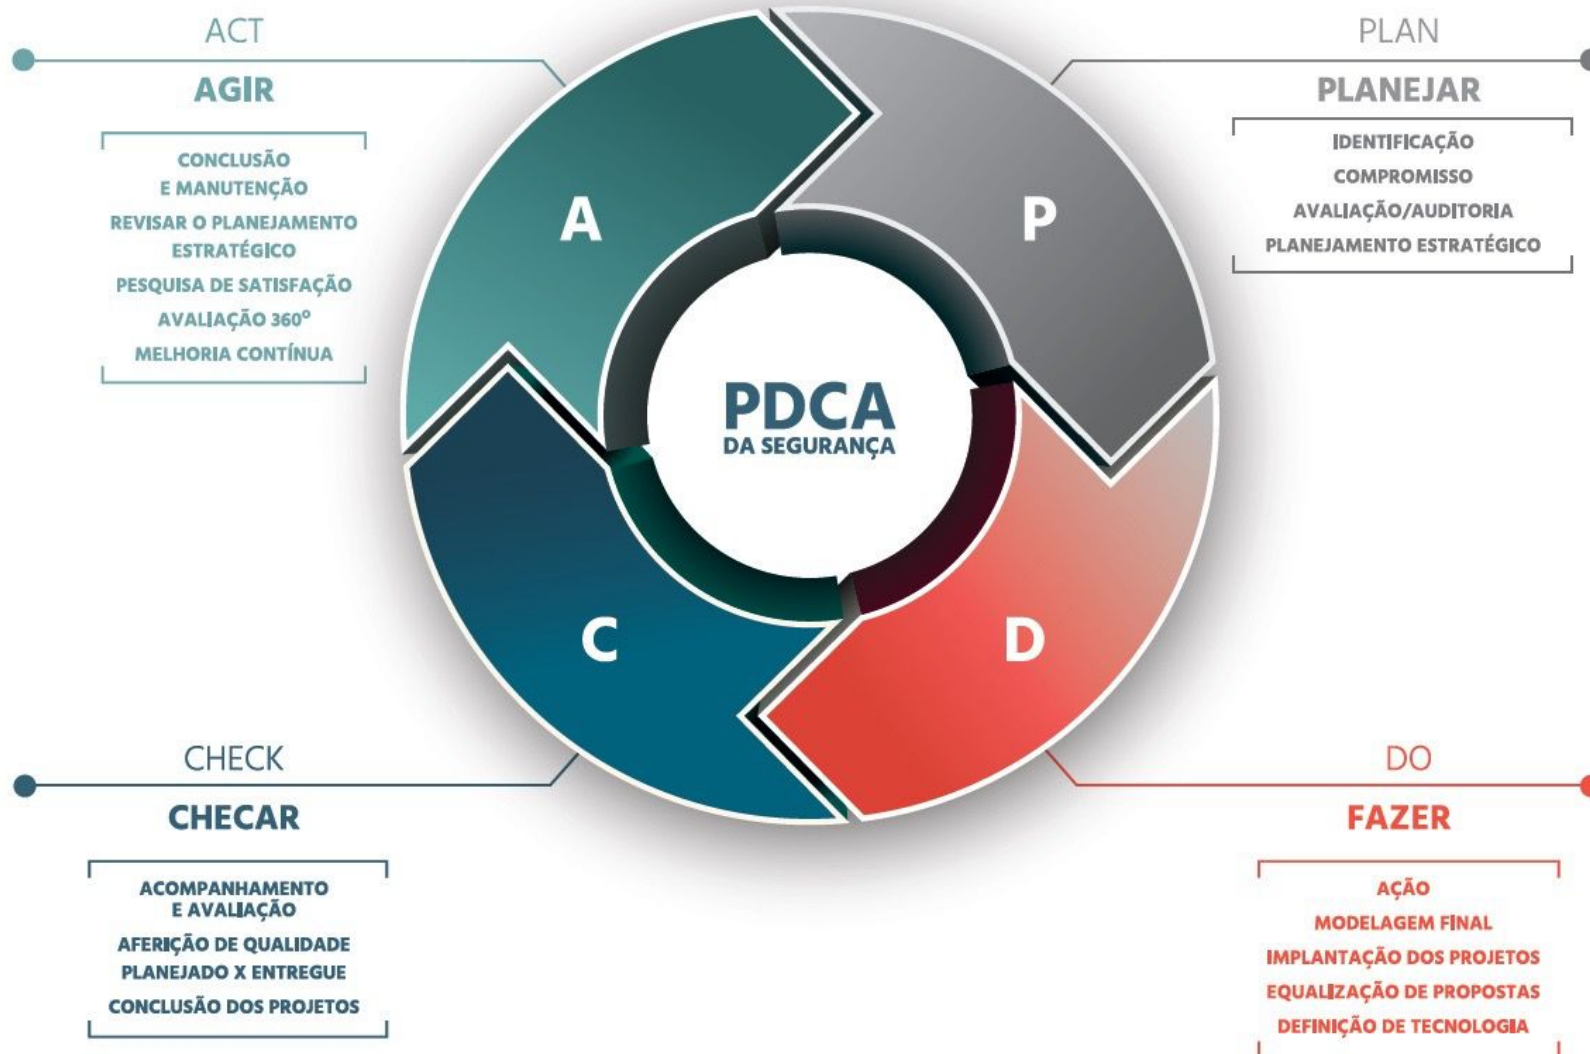 ACT
AGIR
CONCLUSÃO
E MANUTENÇÃO
REVISAR O PLANEJAMENTO
ESTRATÉGICO
PESQUISA DE SATISFAÇÃO
AVALIAÇÃO 360º
MELHORIA CONTÍNUA
PLAN
PLANEJAR
IDENTIFICAÇÃO
COMPROMISSO
AVALIAÇÃO/AUDITORIA
PLANEJAMENTO ESTRATÉGICO
A
P
PDCA
DA SEGURANÇA
C
D
CHECK
CHECAR
ACOMPANHAMENTO
E AVALIAÇÃO
AFERIÇÃO DE QUALIDADE
PLANEJADO X ENTREGUE
CONCLUSÃO DOS PROJETOS
DO
FAZER
AÇÃO
MODELAGEM FINAL
IMPLANTAÇÃO DOS PROJETOS
EQUALIZAÇÃO DE PROPOSTAS
DEFINIÇÃO DE TECNOLOGIA